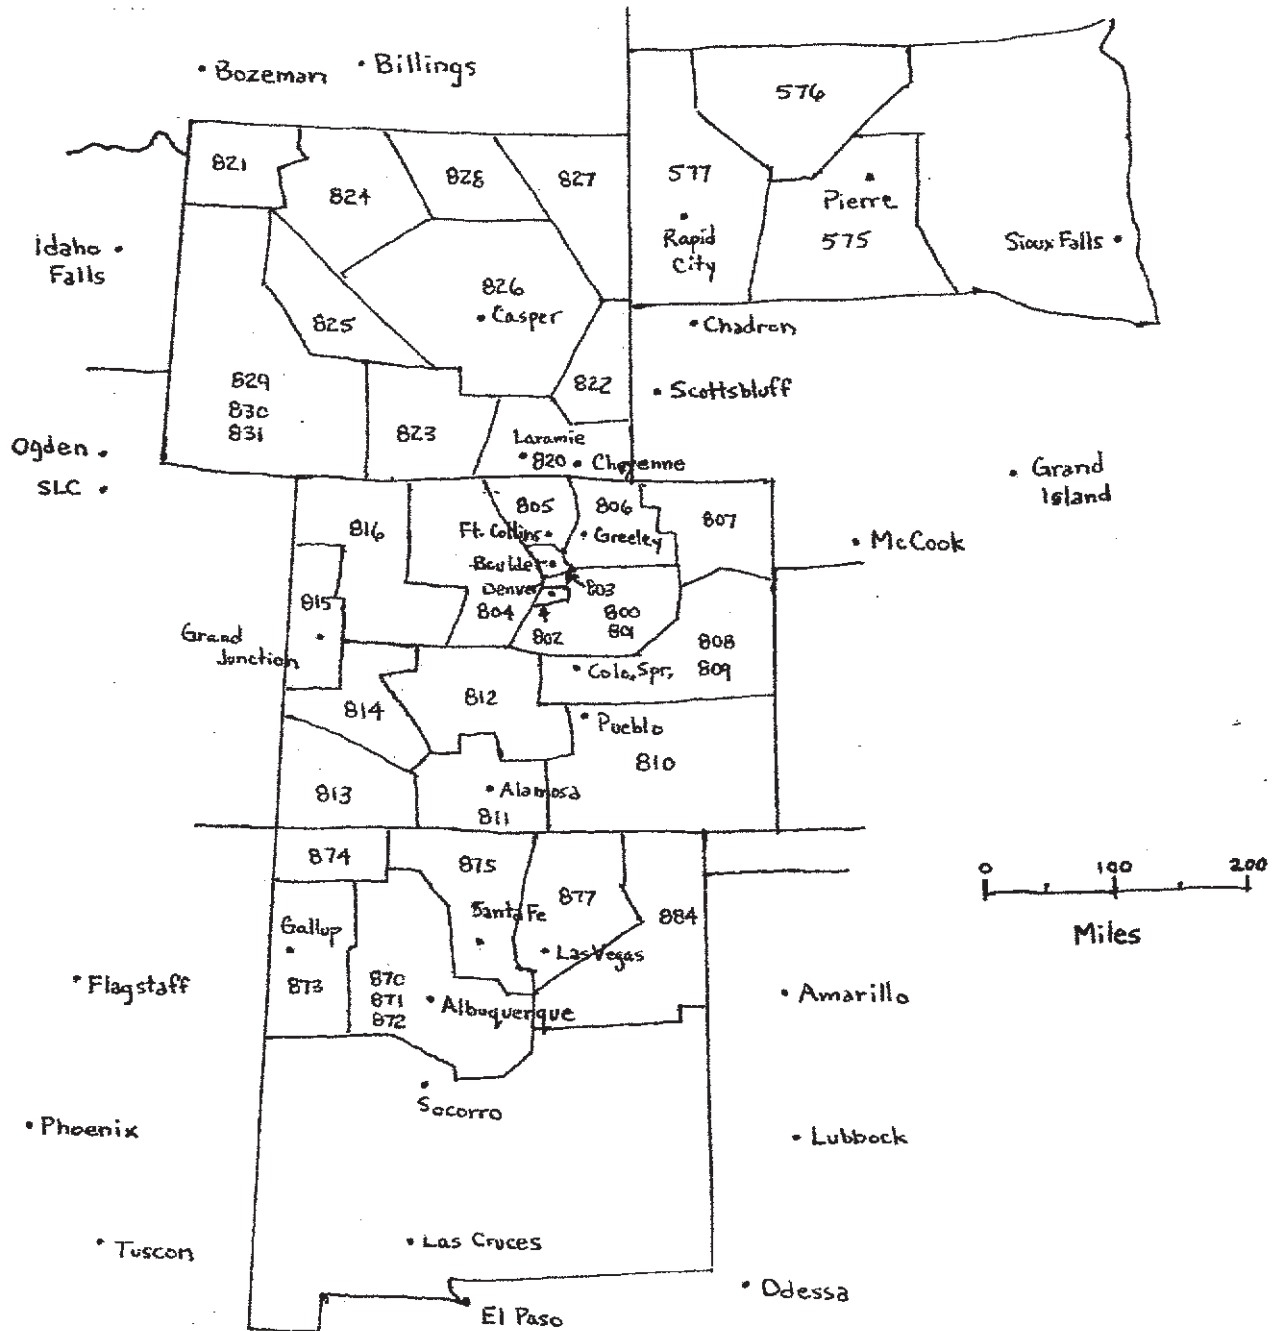 Bozeman
Billings
576
821
824
828
827
577
Pierre
575
Rapid
City
Sioux Falls
Idaho
Falls
826
Casper
825
Chadron
822
Scottsbluff
829
830
831
823
Laramie
820
Cheyenne
Ogden
SLC
Grand
Island
816
805
806
807
Ft. Collins
Greeley
McCook
Boulder
Denver
803
815
804
800
801
802
808
809
Grand
Junction
Colo. Spr.
812
814
Pueblo
810
813
Alamosa
811
874
875
877
884
0 100 200
Miles
Santa Fe
Gallup
Las Vegas
873
870
871
872
Albuquerque
Flagstaff
Amarillo
Socorro
Phoenix
Lubbock
Tuscon
Las Cruces
Odessa
El Paso